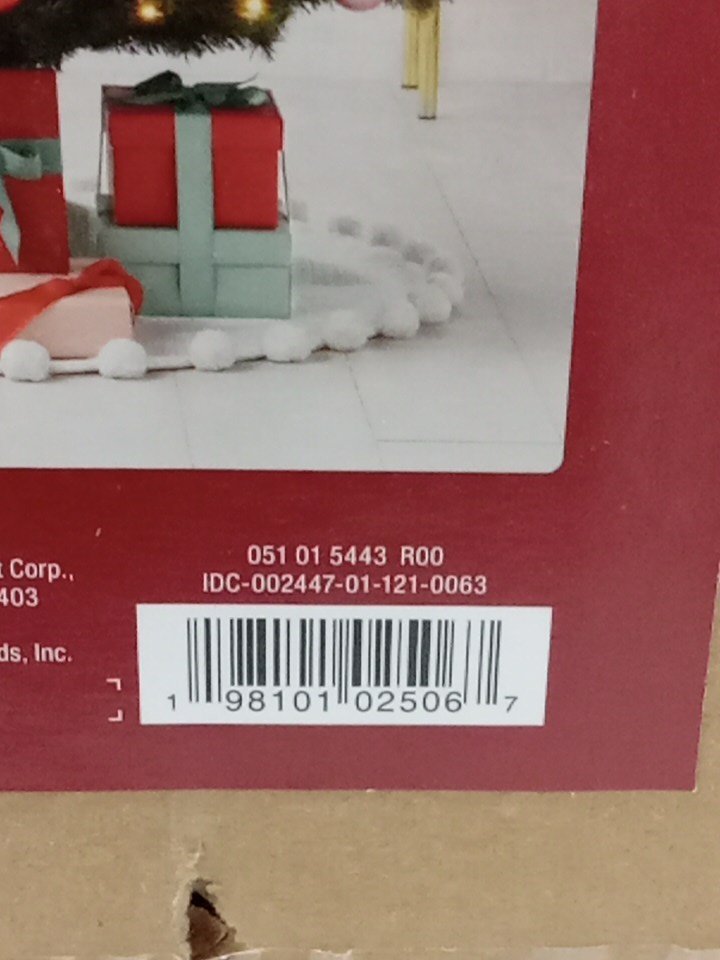 t Corp.,
403
ds, Inc.
051 01 5443 R00
IDC-002447-01-121-0063
1 98101 02506 7